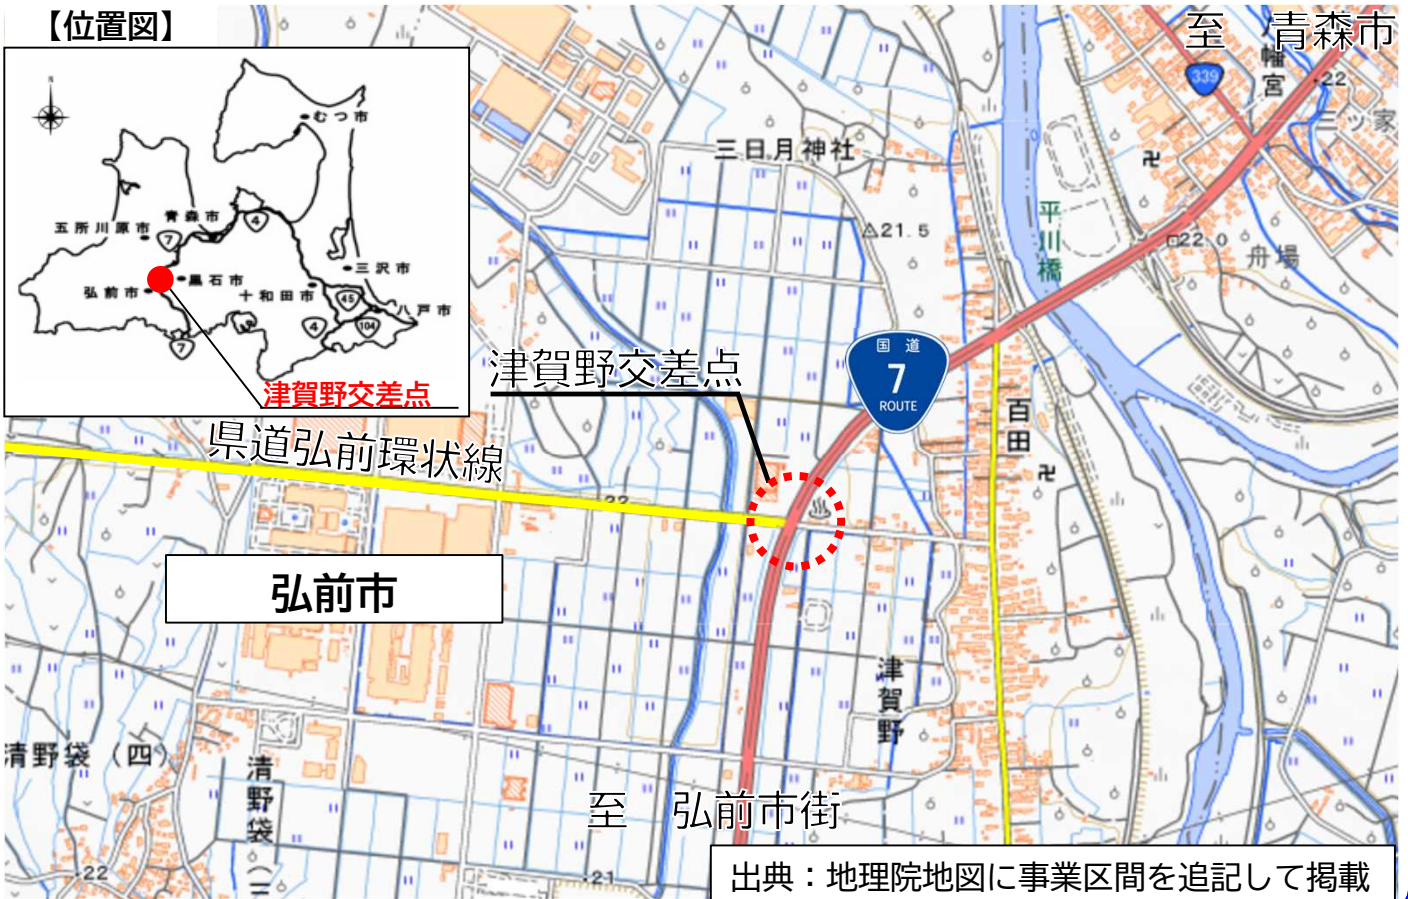 【位置図】
N
むつ市
青森市
4
五所川原市
7
黒石市
三沢市
弘前市
十和田市
45
八戸市
4
104
7
津賀野交差点
至 青森市
339
八幡宮
22
三ツ家
三日月神社
平川橋
21.5
22.0
舟場
津賀野交差点
国道
7
ROUTE
百田
県道弘前環状線
弘前市
津賀野
清野袋（四）
清野袋（三
至 弘前市街
22
21
出典：地理院地図に事業区間を追記して掲載